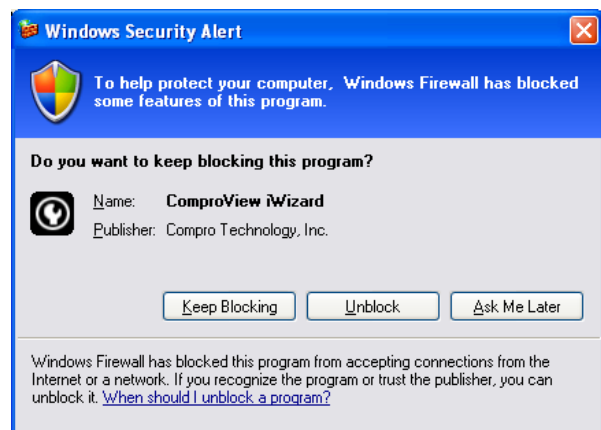 Windows Security Alert
To help protect your computer, Windows Firewall has blocked
some features of this program.
Do you want to keep blocking this program?
Name: ComproView iWizard
Publisher: Compro Technology, Inc.
Keep Blocking Unblock Ask Me Later
Windows Firewall has blocked this program from accepting connections from the
Internet or a network. If you recognize the program or trust the publisher, you can
unblock it. When should I unblock a program?